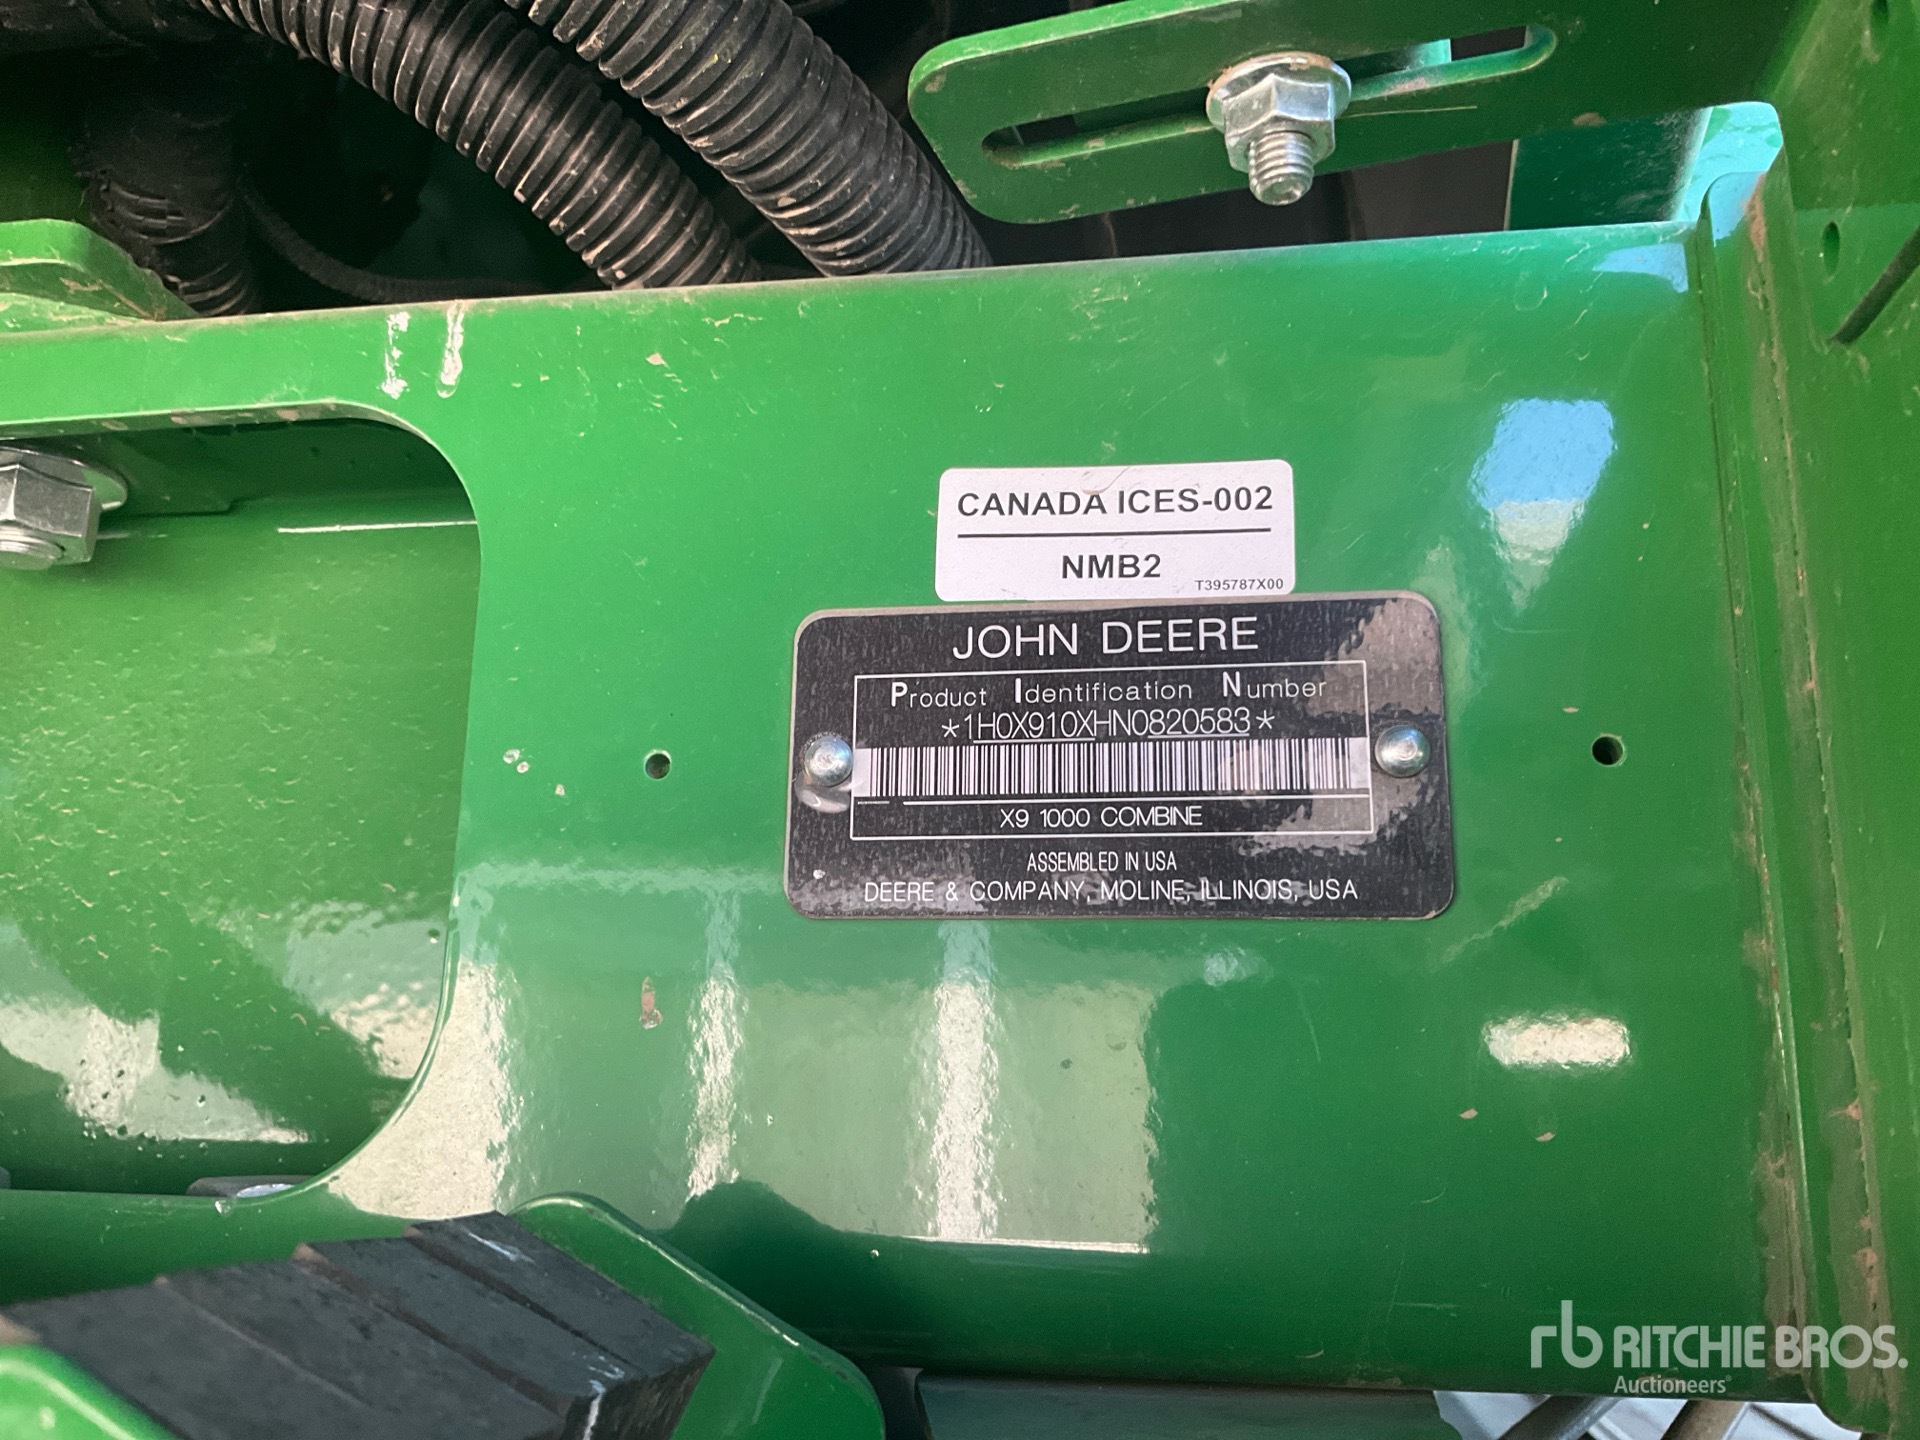 CANADA ICES-002
NMB2
T395787X00
JOHN DEERE
Product Identification Number
*1H0X910XHN0820583*
X9 1000 COMBINE
ASSEMBLED IN USA
DEERE & COMPANY, MOLINE, ILLINOIS, USA
rb RITCHIE BROS.
Auctioneers